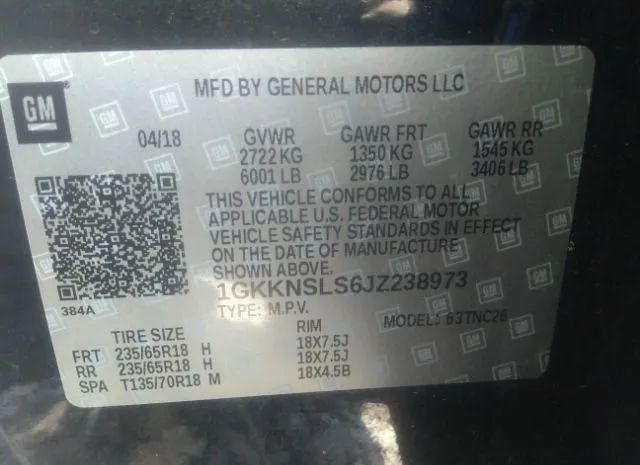 GM
MFD BY GENERAL MOTORS LLC
04/18 GVWR GAWR FRT GAWR RR
2722 KG 1350 KG 1545 KG
6001 LB 2976 LB 3406 LB
THIS VEHICLE CONFORMS TO ALL
APPLICABLE U.S. FEDERAL MOTOR
VEHICLE SAFETY STANDARDS IN EFFECT
ON THE DATE OF MANUFACTURE
SHOWN ABOVE.
1GKKNSLS6JZ238973
384A
TYPE: M.P.V. MODEL: 63TNC26
TIRE SIZE RIM
FRT 235/65R18 H 18X7.5J
RR 235/65R18 H 18X7.5J
SPA T135/70R18 M 18X4.5B